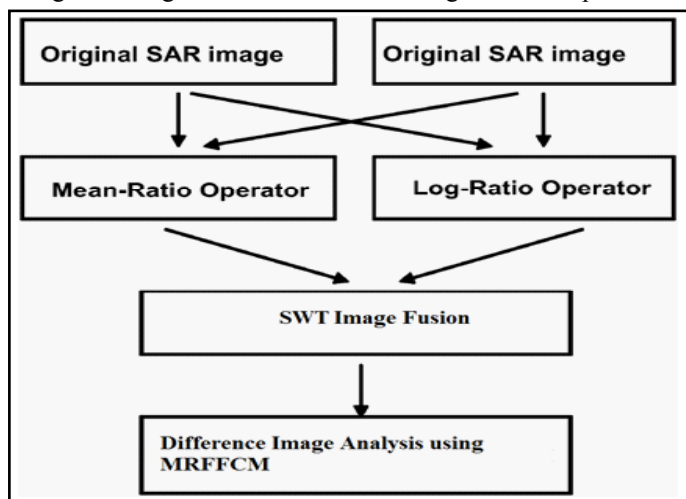 Original SAR image
Original SAR image
Mean-Ratio Operator
Log-Ratio Operator
SWT Image Fusion
Difference Image Analysis using
MRFFCM